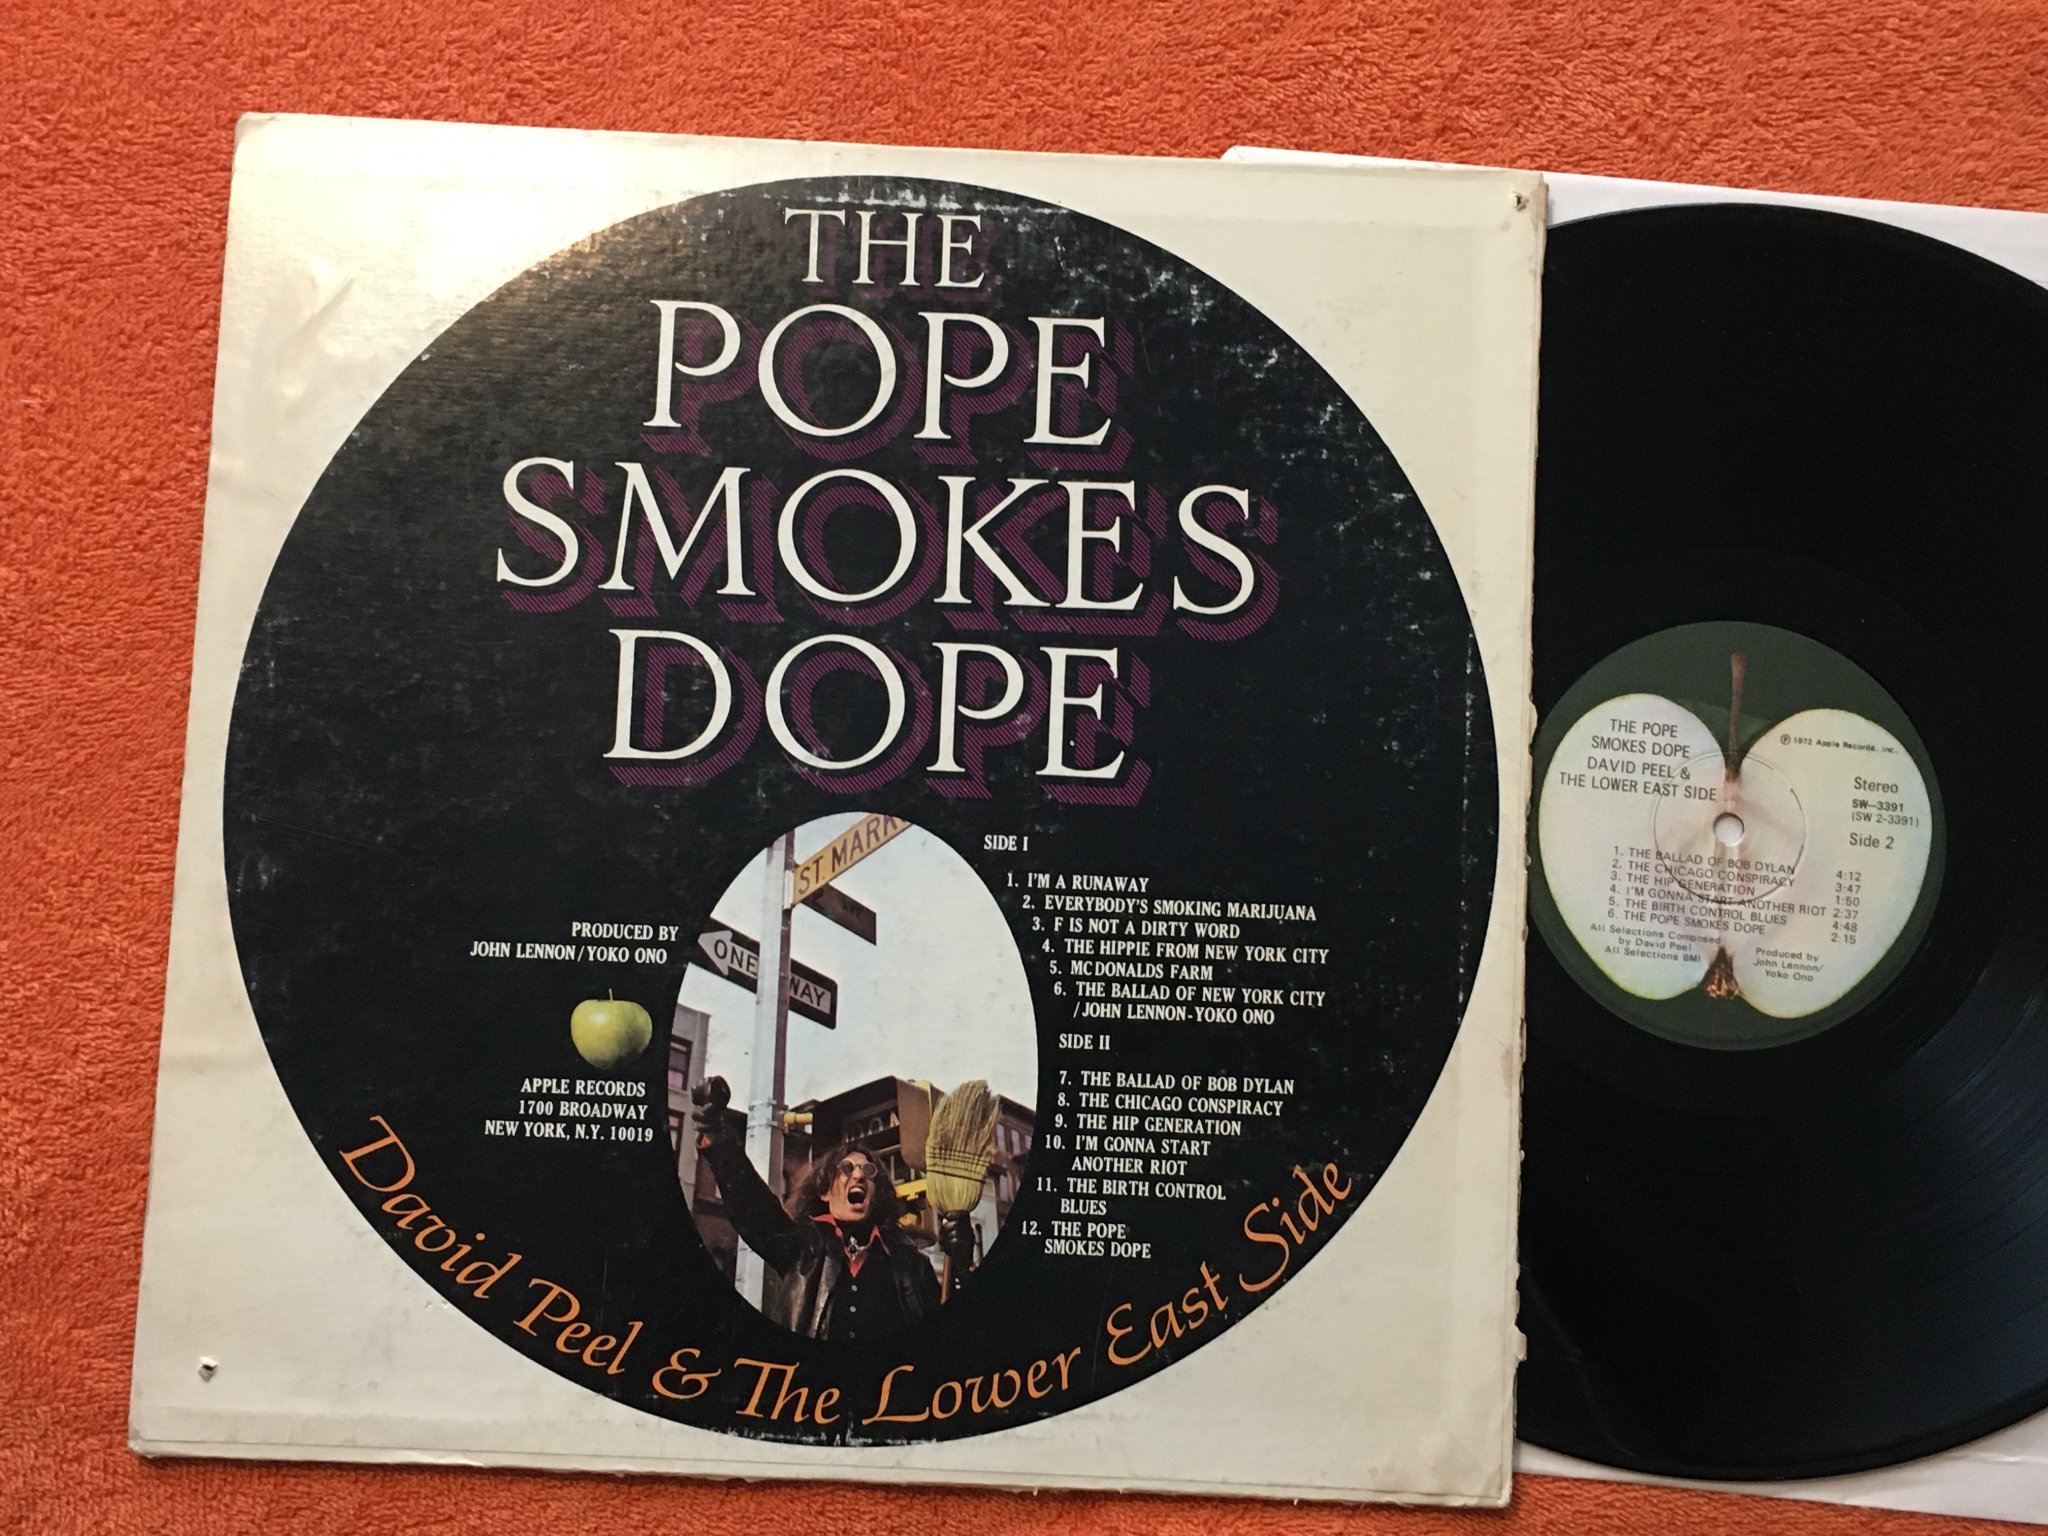 THE
POPE
SMOKES
DOPE
PRODUCED BY
JOHN LENNON/YOKO ONO
APPLE RECORDS
1700 BROADWAY
NEW YORK, N.Y. 10019
ST. MARK
AVE.
ONE WAY
SIDE I
1. I'M A RUNAWAY
2. EVERYBODY'S SMOKING MARIJUANA
3. F IS NOT A DIRTY WORD
4. THE HIPPIE FROM NEW YORK CITY
5. MCDONALDS FARM
6. THE BALLAD OF NEW YORK CITY
/JOHN LENNON-YOKO ONO
SIDE II
7. THE BALLAD OF BOB DYLAN
8. THE CHICAGO CONSPIRACY
9. THE HIP GENERATION
10. I'M GONNA START
ANOTHER RIOT
11. THE BIRTH CONTROL
BLUES
12. THE POPE
SMOKES DOPE
David Peel & The Lower East Side
THE POPE
SMOKES DOPE
DAVID PEEL &
THE LOWER EAST SIDE
℗ 1972 Apple Records, Inc.
Stereo
SW-3391
(SW 2-3391)
Side 2
1. THE BALLAD OF BOB DYLAN 4:12
2. THE CHICAGO CONSPIRACY 3:47
3. THE HIP GENERATION 1:50
4. I'M GONNA START ANOTHER RIOT 2:37
5. THE BIRTH CONTROL BLUES 4:48
6. THE POPE SMOKES DOPE 2:15
All Selections Composed
by David Peel
All Selections BMI
Produced by
John Lennon/
Yoko Ono